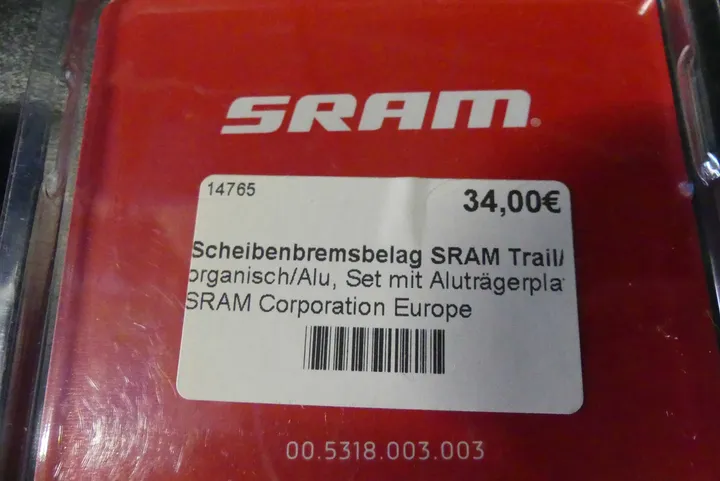 SRAM
14765
34,00€
Scheibenbremsbelag SRAM Trail/
organisch/Alu, Set mit Aluträgerpla
SRAM Corporation Europe
00.5318.003.003